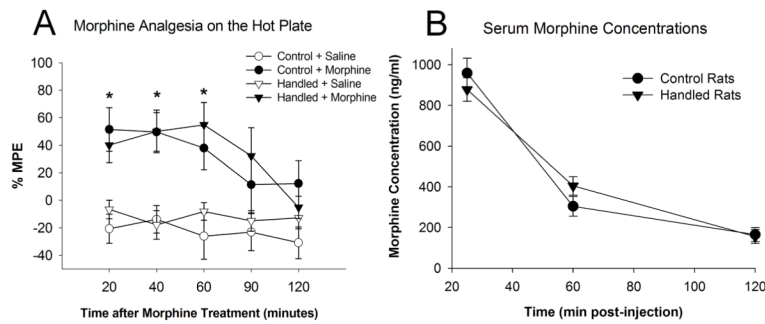 A
Morphine Analgesia on the Hot Plate
Control + Saline
Control + Morphine
Handled + Saline
Handled + Morphine
* * *
100
80
60
40
20
0
-20
-40
% MPE
20 40 60 90 120
Time after Morphine Treatment (minutes)
B
Serum Morphine Concentrations
Control Rats
Handled Rats
1000
800
600
400
200
0
Morphine Concentration (ng/ml)
20 40 60 80 100 120
Time (min post-injection)